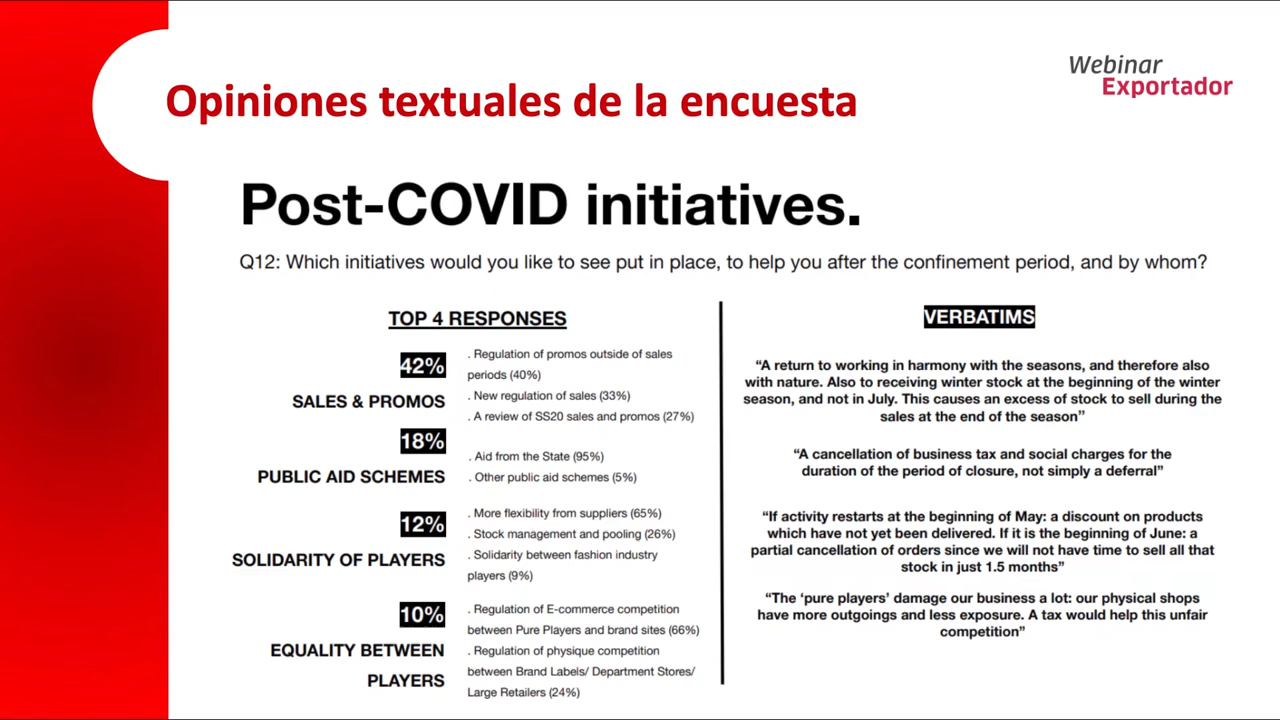 Opiniones textuales de la encuesta
Webinar
Exportador
Post-COVID initiatives.
Q12: Which initiatives would you like to see put in place, to help you after the confinement period, and by whom?
TOP 4 RESPONSES
42%
SALES & PROMOS
. Regulation of promos outside of sales
periods (40%)
. New regulation of sales (33%)
. A review of SS20 sales and promos (27%)
18%
PUBLIC AID SCHEMES
. Aid from the State (95%)
. Other public aid schemes (5%)
12%
SOLIDARITY OF PLAYERS
. More flexibility from suppliers (65%)
. Stock management and pooling (26%)
. Solidarity between fashion industry
players (9%)
10%
EQUALITY BETWEEN
PLAYERS
. Regulation of E-commerce competition
between Pure Players and brand sites (66%)
. Regulation of physique competition
between Brand Labels/ Department Stores/
Large Retailers (24%)
VERBATIMS
“A return to working in harmony with the seasons, and therefore also
with nature. Also to receiving winter stock at the beginning of the winter
season, and not in July. This causes an excess of stock to sell during the
sales at the end of the season”
“A cancellation of business tax and social charges for the
duration of the period of closure, not simply a deferral”
“If activity restarts at the beginning of May: a discount on products
which have not yet been delivered. If it is the beginning of June: a
partial cancellation of orders since we will not have time to sell all that
stock in just 1.5 months”
“The ‘pure players’ damage our business a lot: our physical shops
have more outgoings and less exposure. A tax would help this unfair
competition”